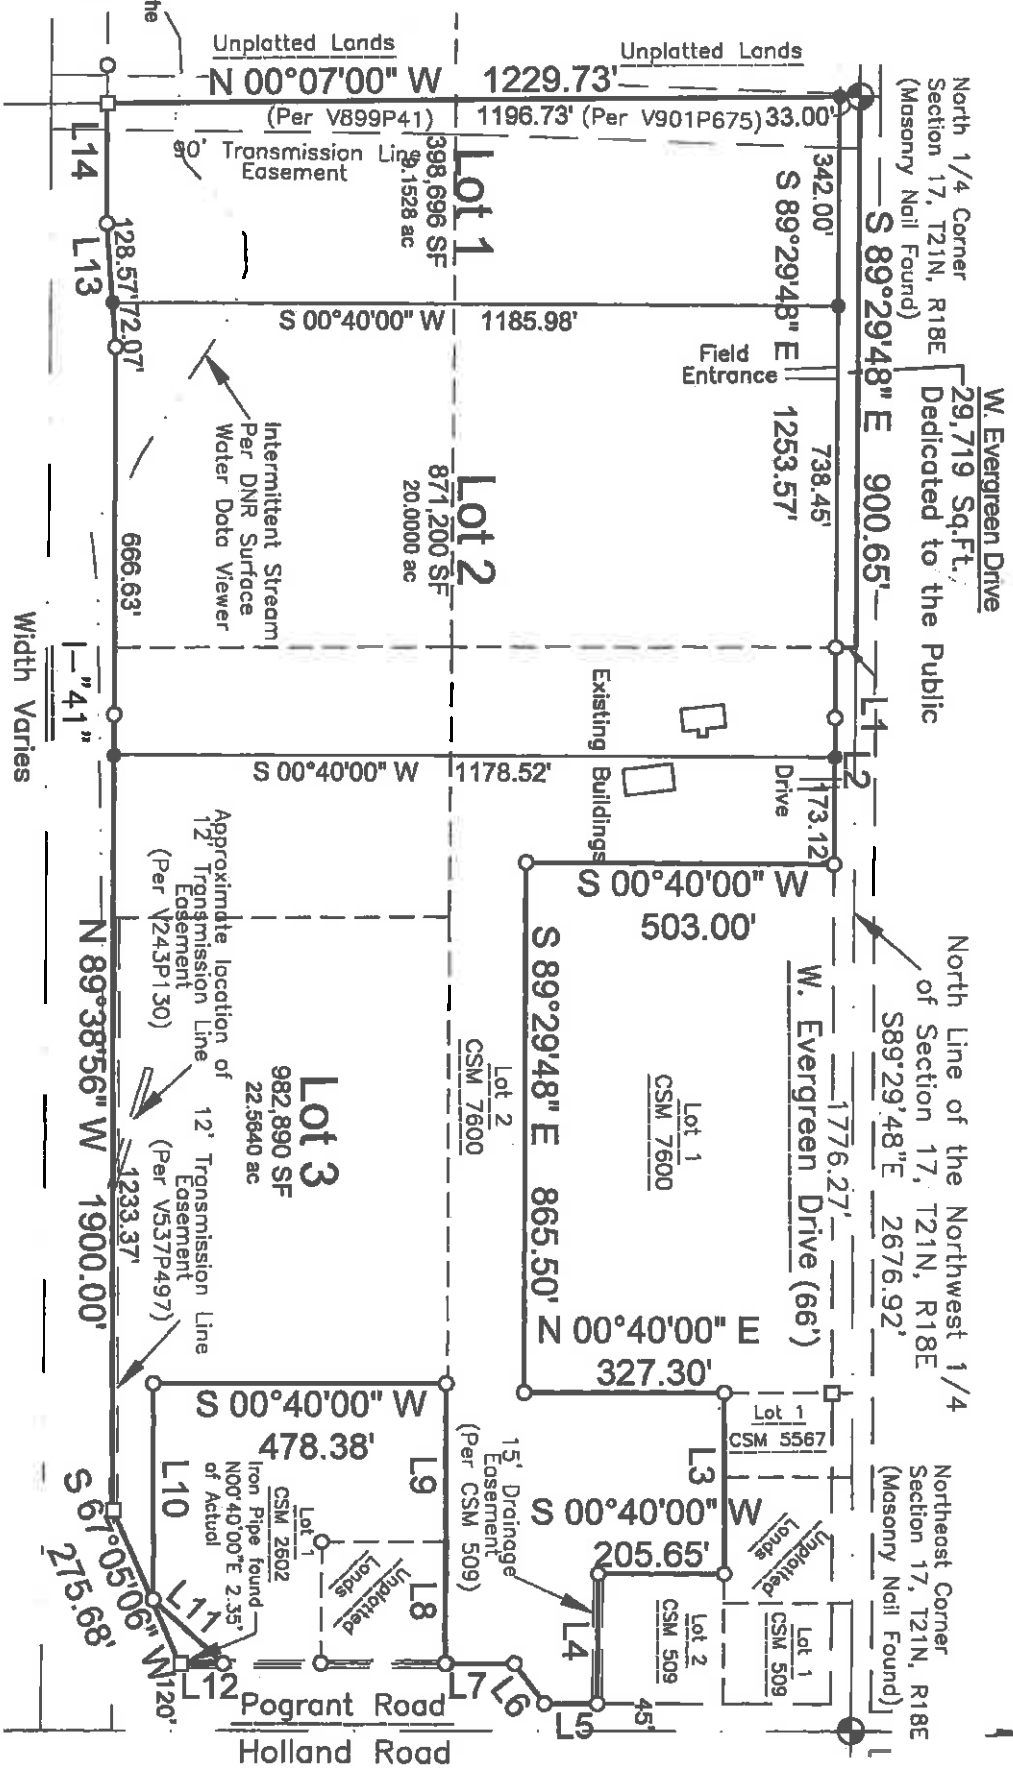 he
Unplatted Lands
N 00°07'00" W 1229.73'
Unplatted Lands
(Per V899P41) 1196.73' (Per V901P675) 33.00'
90' Transmission Line
Easement
North 1/4 Corner
Section 17, T21N, R18E
(Masonry Nail Found)
S 89°29'48" E 900.65'
W. Evergreen Drive
29,719 Sq.Ft.
Dedicated to the Public
342.00'
S 89°29'48" E 1253.57'
738.45'
Field
Entrance
L14
128.57'
L13
72.07'
Lot 1
398,696 SF
9.1528 ac
S 00°40'00" W 1185.98'
Intermittent Stream
Per DNR Surface
Water Data Viewer
Lot 2
871,200 SF
20.0000 ac
666.63'
I-"41"
Width Varies
L1
L2
Existing Buildings
Drive
173.12'
S 00°40'00" W 1178.52'
S 00°40'00" W
503.00'
North Line of the Northwest 1/4
of Section 17, T21N, R18E
S89°29'48"E 2676.92'
1776.27'
W. Evergreen Drive (66')
Lot 1
CSM 7600
S 89°29'48" E 865.50'
Lot 2
CSM 7600
Lot 3
982,890 SF
22.5640 ac
Approximate location of
12' Transmission Line
Easement
(Per V243P130)
12' Transmission Line
Easement
(Per V537P497)
N 89°38'56" W 1900.00'
1233.37'
N 00°40'00" E
327.30'
Lot 1
CSM 5567
L3
S 00°40'00" W
205.65'
Unplatted
Lands
Lot 1
CSM 509
Lot 2
CSM 509
Northeast Corner
Section 17, T21N, R18E
(Masonry Nail Found)
15' Drainage
Easement
(Per CSM 509)
L4
L5
45'
L6
L7
L8
L9
S 00°40'00" W
478.38'
L10
Lot 1
CSM 2602
Iron Pipe found
N00°40'00"E 2.35'
of Actual
Unplatted
Lands
L11
L12
S 67°05'06" W
275.68'
120'
Pogrant Road
Holland Road